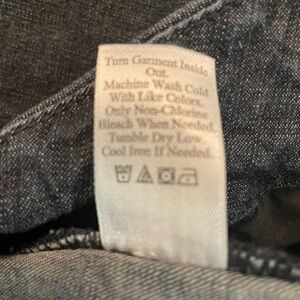 Turn Garment Inside
Out.
Machine Wash Cold
With Like Colors.
Only Non-Chlorine
Bleach When Needed.
Tumble Dry Low.
Cool Iron If Needed.